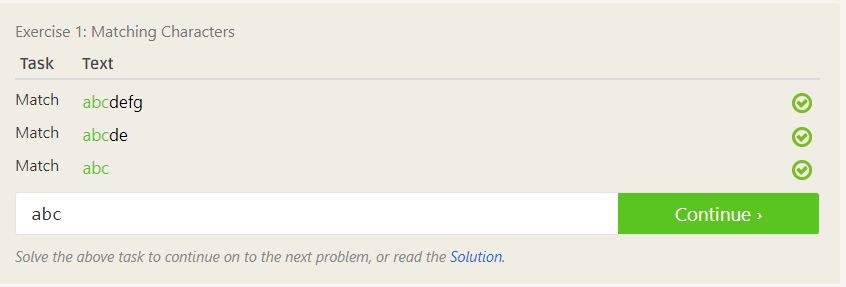 Exercise 1: Matching Characters
Task Text
Match abcdefg
Match abcde
Match abc
abc Continue ›
Solve the above task to continue on to the next problem, or read the Solution.